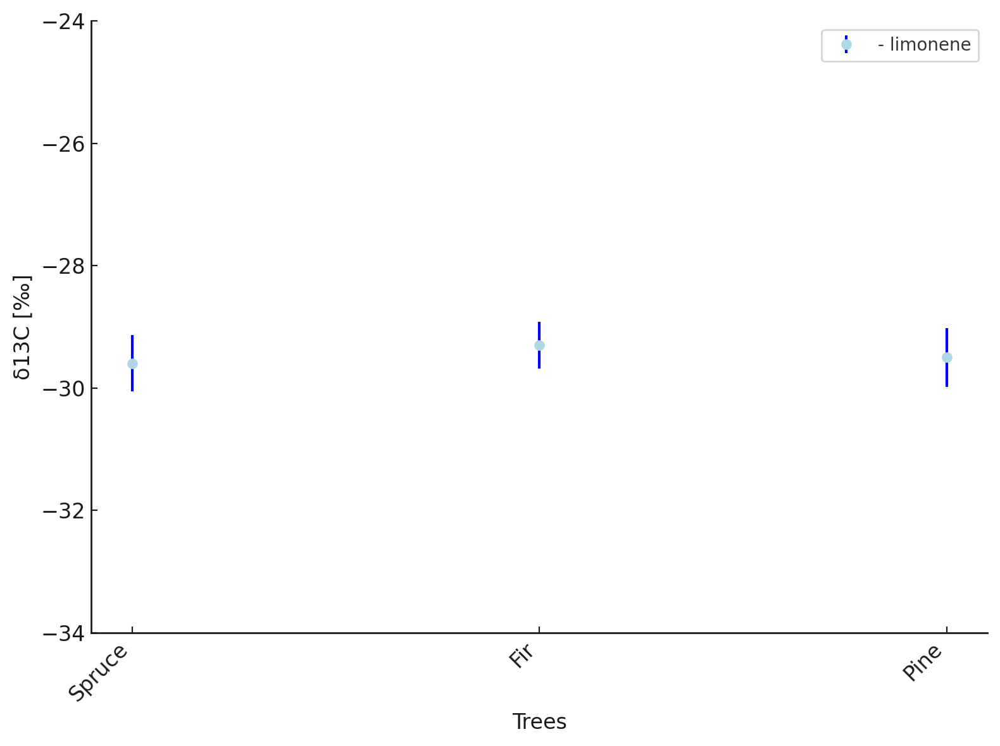 −24
- limonene
−26
−28
δ13C [‰]
−30
−32
−34
Spruce
Fir
Pine
Trees